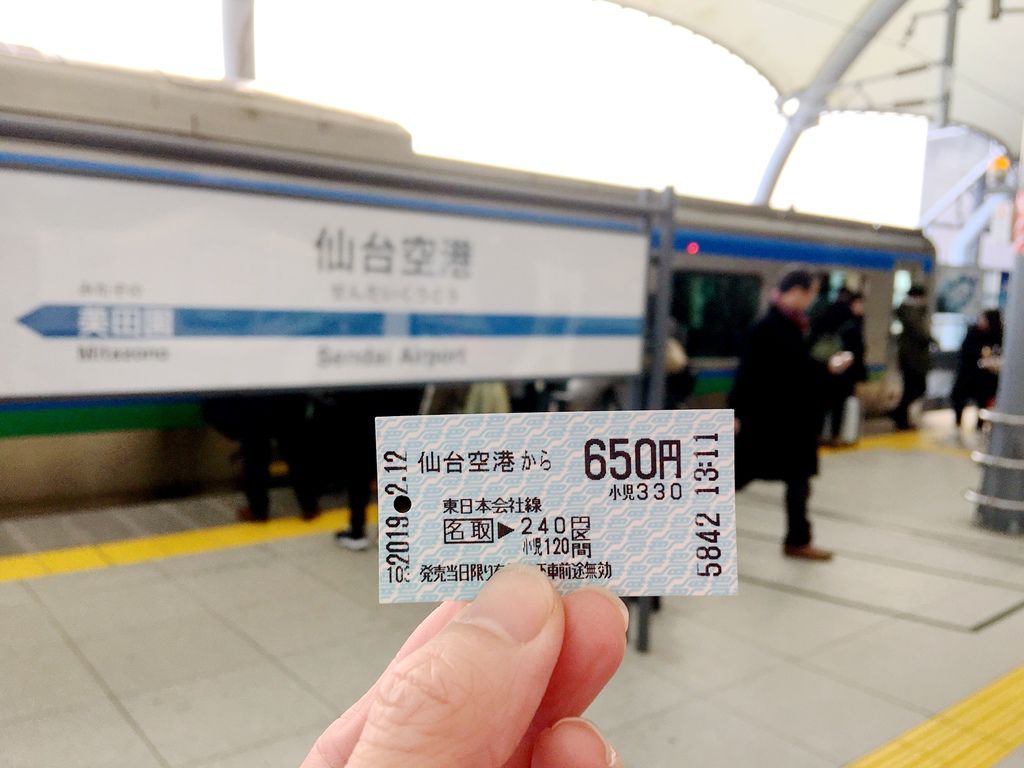 仙台空港
せんだいくうこう
みたぞの
美田園
Mitazono
Sendai Airport
仙台空港から 650円
小児330
東日本会社線
名取▶240円区間
小児120
発売当日限り 下車前途無効
2019.-2.12
103
5842 13:11